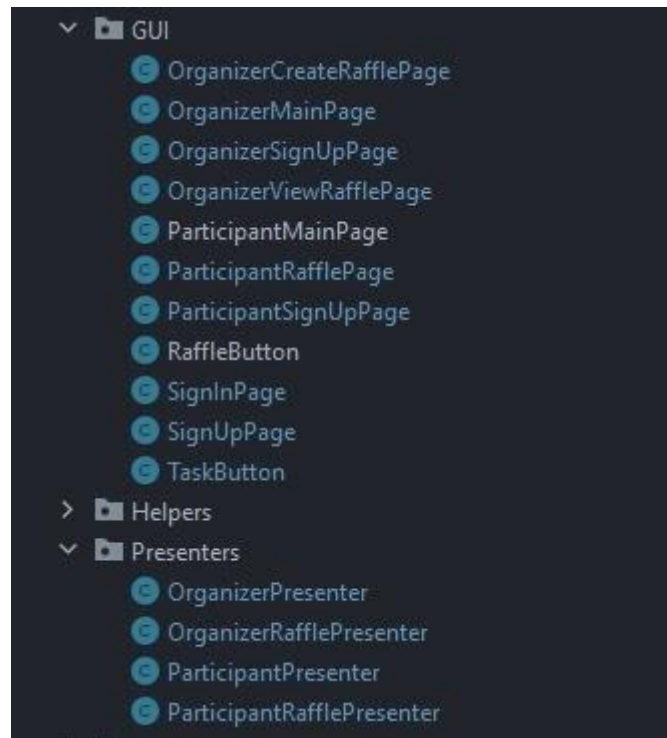 GUI
C OrganizerCreateRafflePage
C OrganizerMainPage
C OrganizerSignUpPage
C OrganizerViewRafflePage
C ParticipantMainPage
C ParticipantRafflePage
C ParticipantSignUpPage
C RaffleButton
C SignInPage
C SignUpPage
C TaskButton
Helpers
Presenters
C OrganizerPresenter
C OrganizerRafflePresenter
C ParticipantPresenter
C ParticipantRafflePresenter